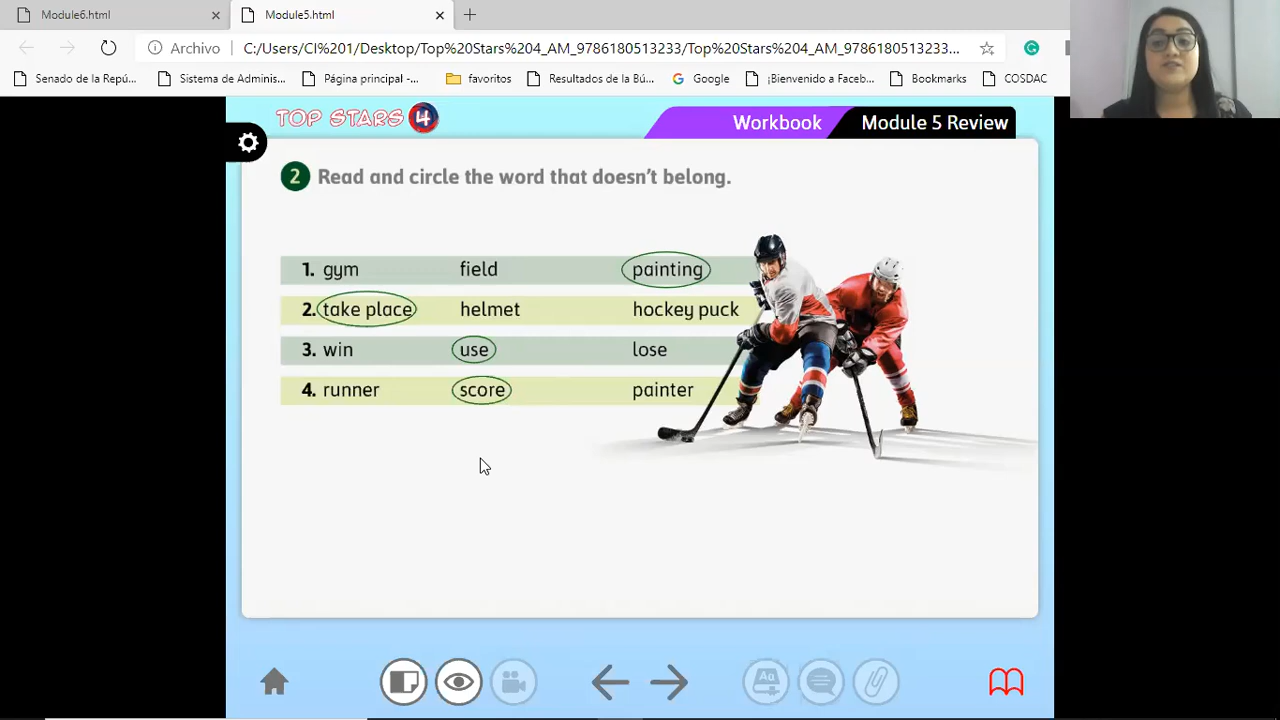 Module6.html
Module5.html
Archivo C:/Users/CI%201/Desktop/Top%20Stars%204_AM_9786180513233/Top%20Stars%204_AM_9786180513233...
Senado de la Repú... Sistema de Adminis... Página principal -... favoritos Resultados de la Bú... Google ¡Bienvenido a Faceb... Bookmarks COSDAC
TOP STARS 4
Workbook Module 5 Review
2 Read and circle the word that doesn't belong.
1. gym field painting
2. take place helmet hockey puck
3. win use lose
4. runner score painter
Aa